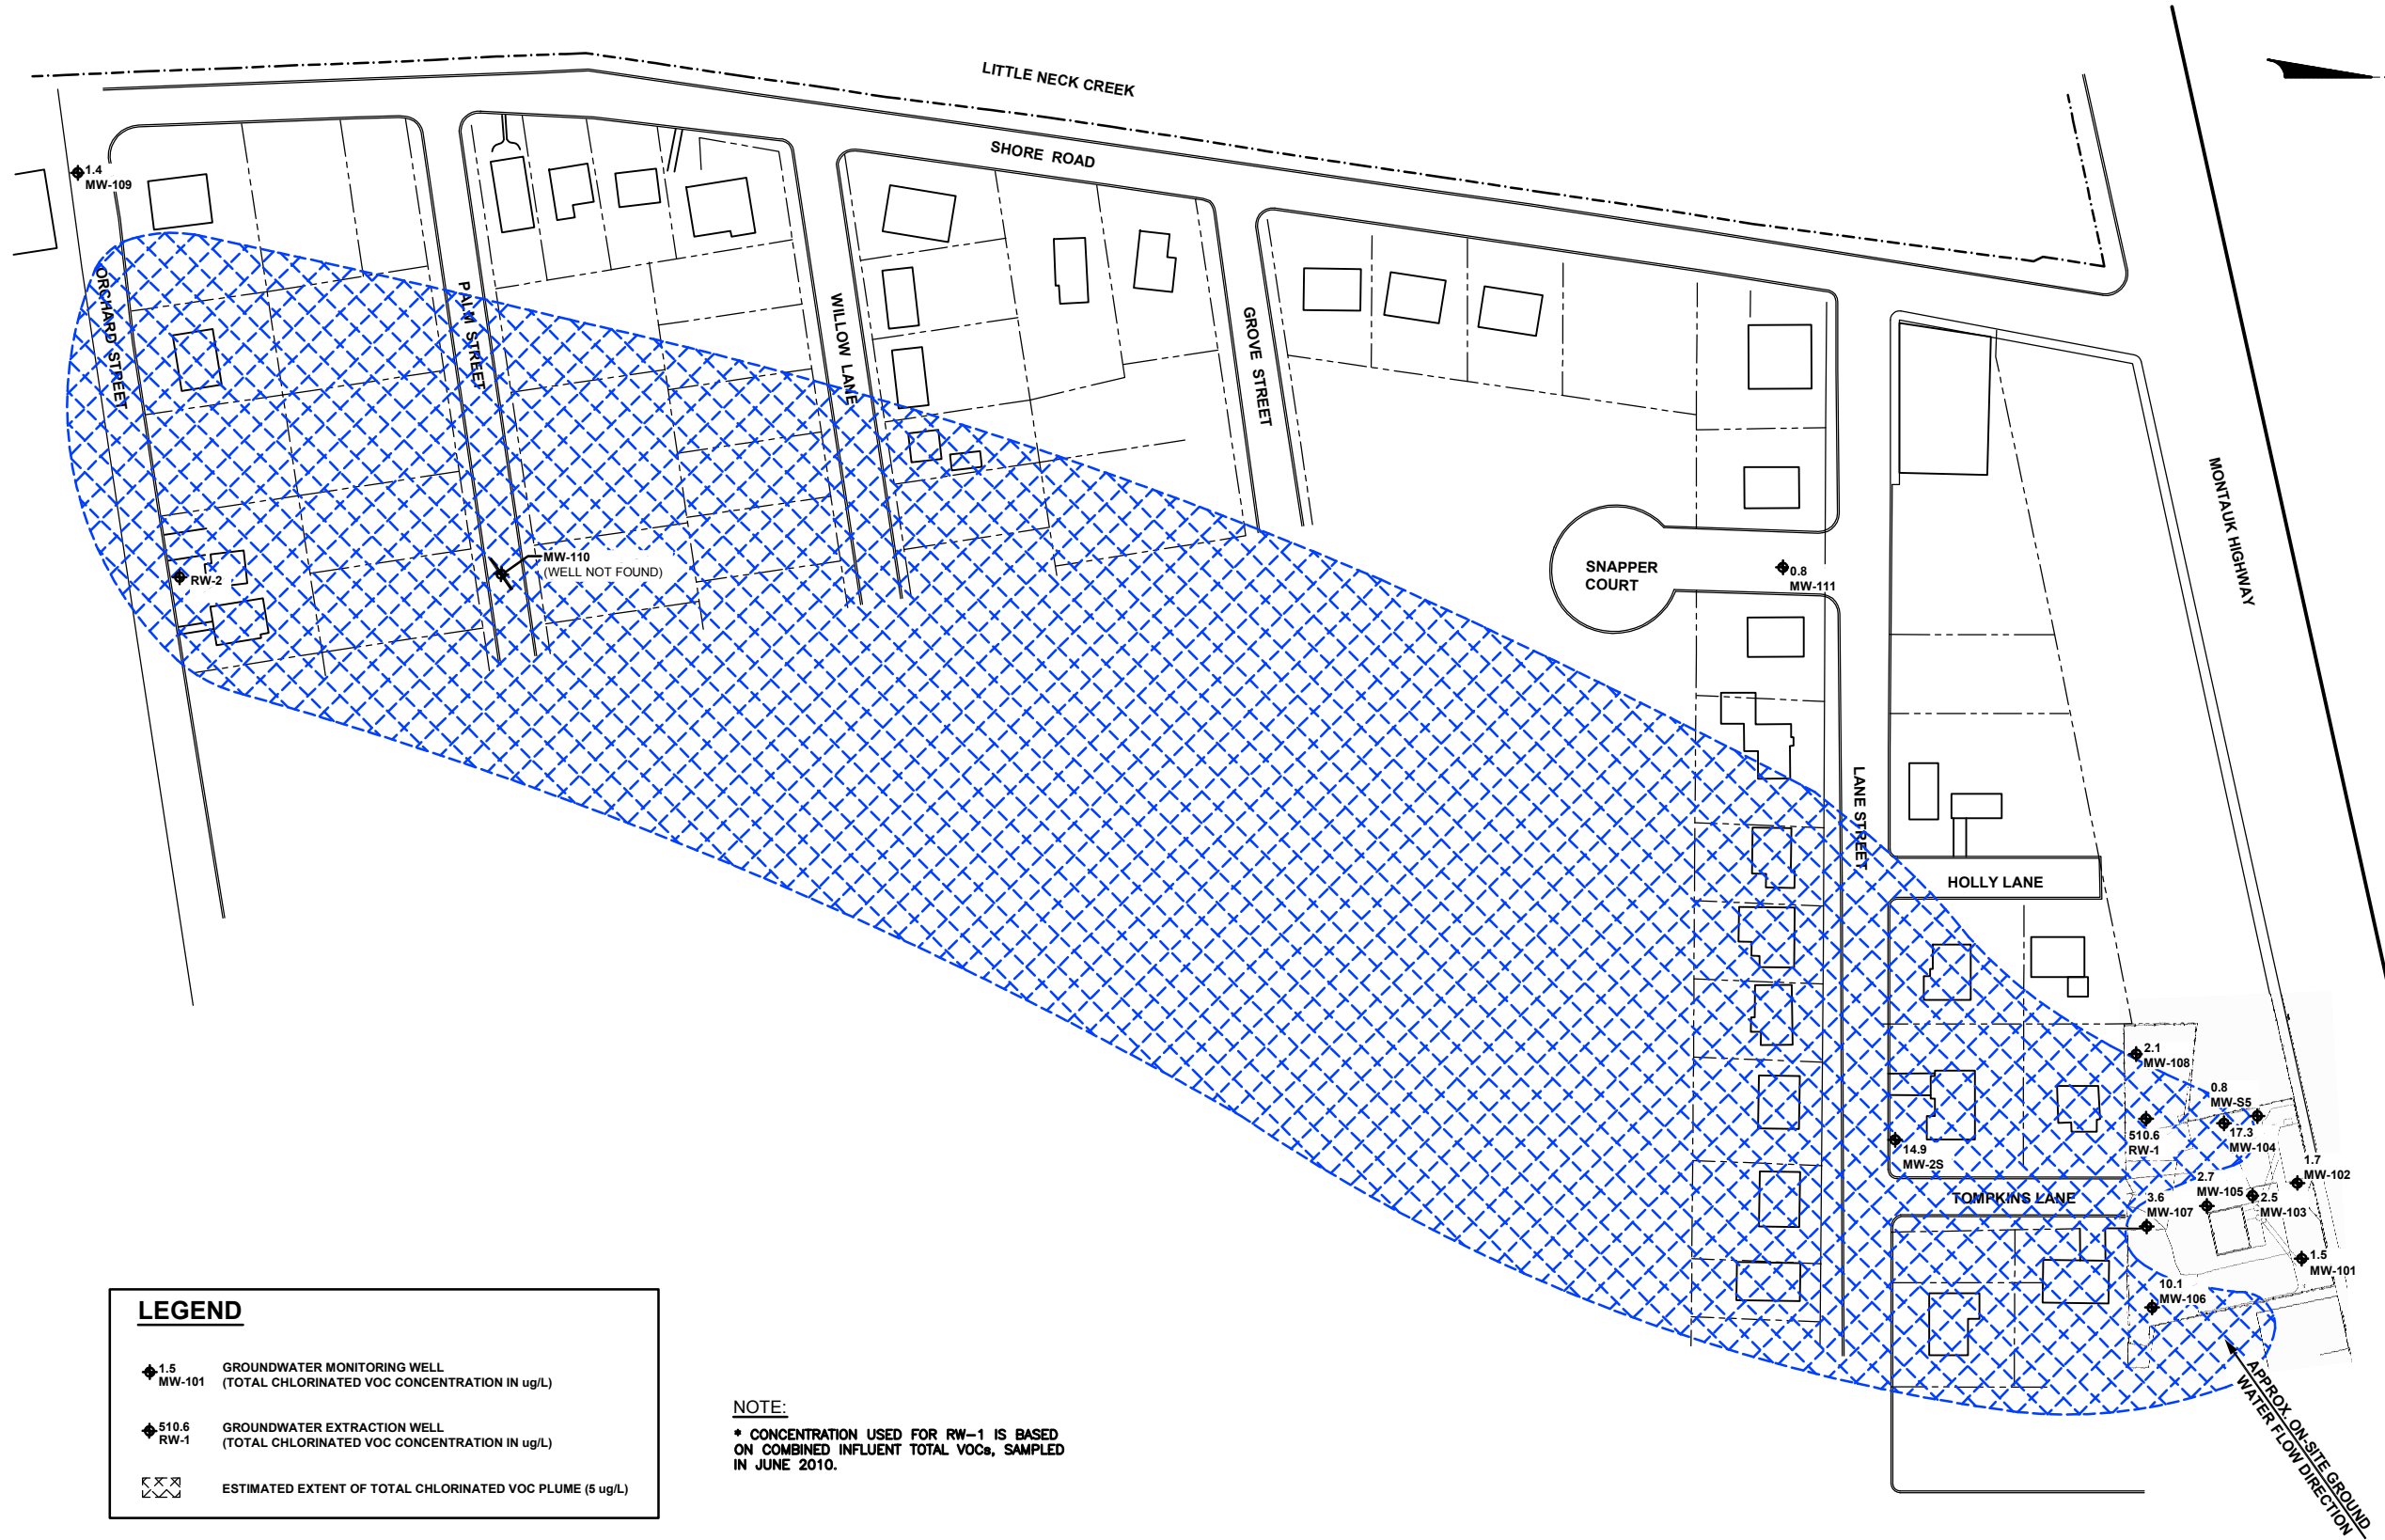 LITTLE NECK CREEK
SHORE ROAD
1.4
MW-109
ORCHARD STREET
PALM STREET
WILLOW LANE
GROVE STREET
MONTAUK HIGHWAY
MW-110
(WELL NOT FOUND)
RW-2
SNAPPER
COURT
0.8
MW-111
LANE STREET
HOLLY LANE
2.1
MW-108
0.8
MW-S5
510.6
RW-1
17.3
MW-104
14.9
MW-2S
1.7
MW-102
2.7
MW-105
2.5
MW-103
TOMPKINS LANE
3.6
MW-107
1.5
MW-101
10.1
MW-106
APPROX. ON-SITE GROUND
WATER FLOW DIRECTION
LEGEND
1.5
MW-101
GROUNDWATER MONITORING WELL
(TOTAL CHLORINATED VOC CONCENTRATION IN ug/L)
510.6
RW-1
GROUNDWATER EXTRACTION WELL
(TOTAL CHLORINATED VOC CONCENTRATION IN ug/L)
ESTIMATED EXTENT OF TOTAL CHLORINATED VOC PLUME (5 ug/L)
NOTE:
* CONCENTRATION USED FOR RW-1 IS BASED
ON COMBINED INFLUENT TOTAL VOCs, SAMPLED
IN JUNE 2010.